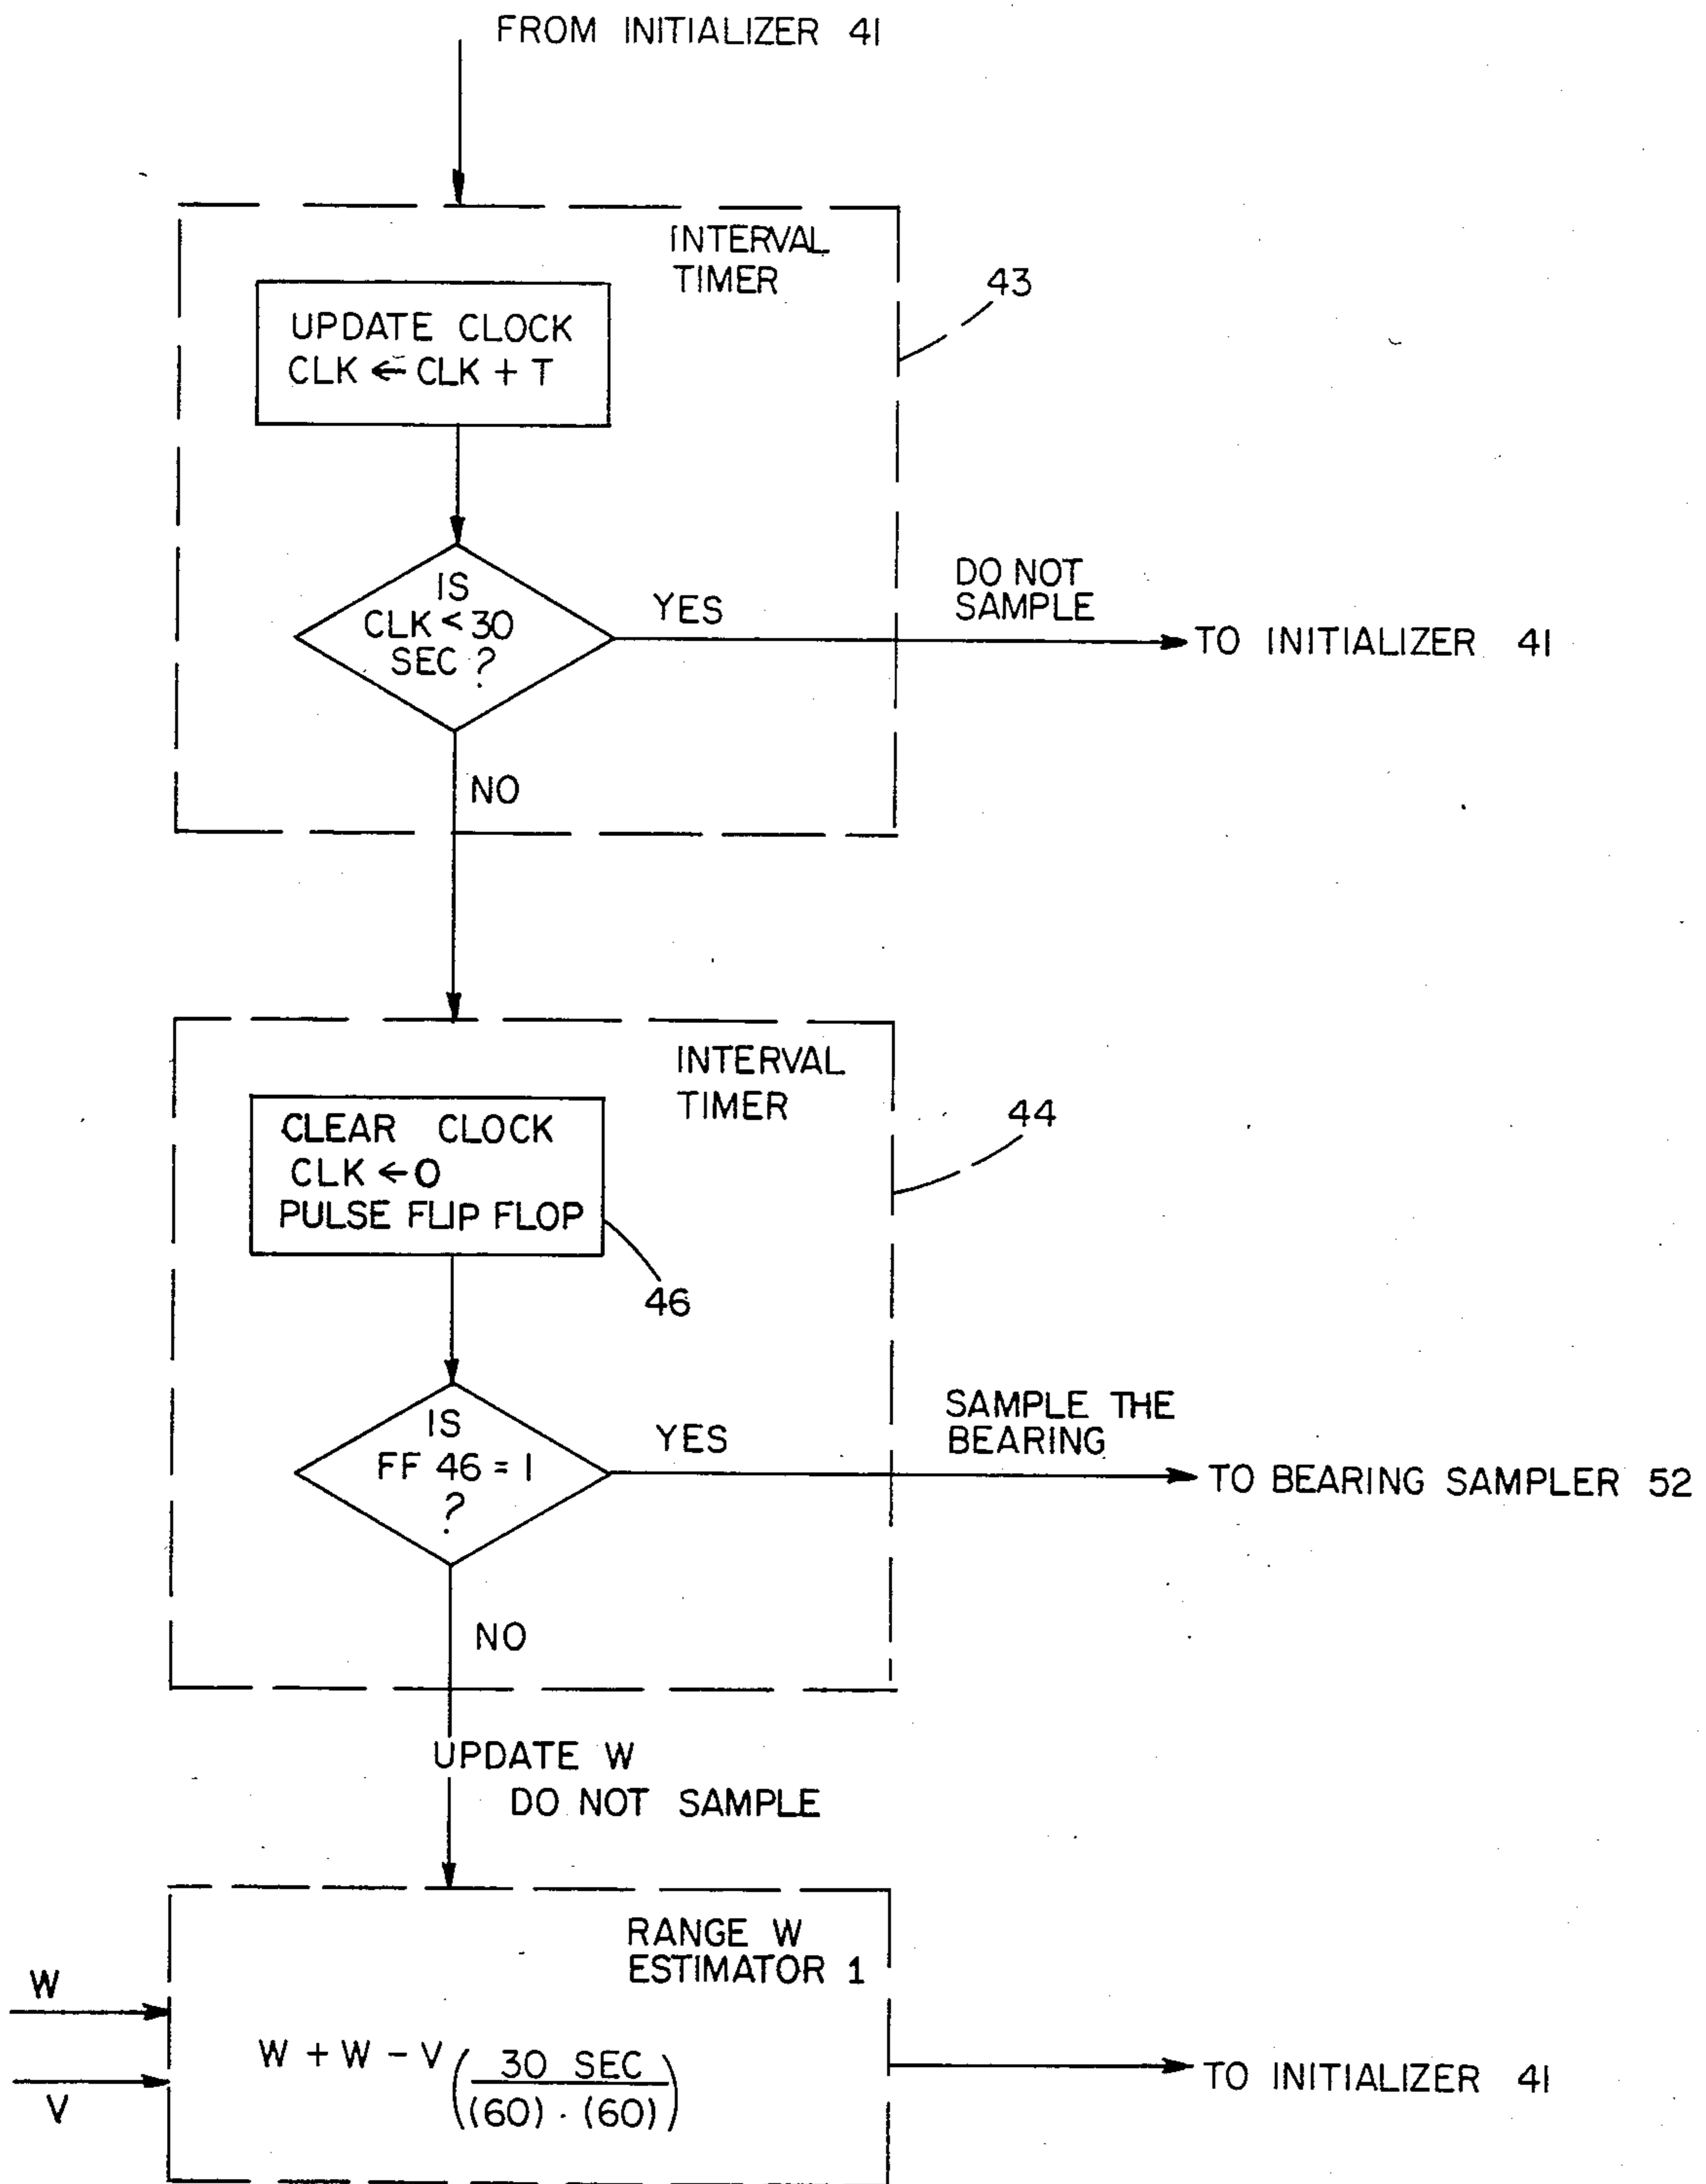 FROM INITIALIZER 41
INTERVAL
TIMER
43
UPDATE CLOCK
CLK ← CLK + T
IS
CLK < 30
SEC ?
YES
DO NOT
SAMPLE
TO INITIALIZER 41
NO
INTERVAL
TIMER
44
CLEAR CLOCK
CLK ← 0
PULSE FLIP FLOP
46
IS
FF 46 = 1
?
YES
SAMPLE THE
BEARING
TO BEARING SAMPLER 52
NO
UPDATE W
DO NOT SAMPLE
RANGE W
ESTIMATOR 1
W
V
W + W - V ( 30 SEC
(60) . (60) )
TO INITIALIZER 41